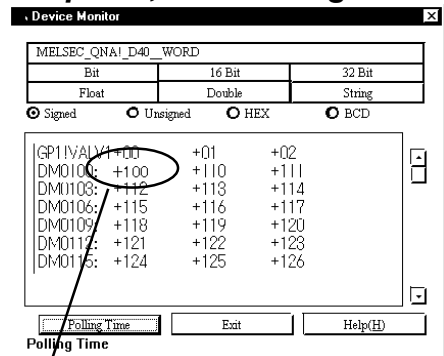 Device Monitor
MELSEC_QNA!_D40__WORD
Bit 16 Bit 32 Bit
Float Double String
Signed Unsigned HEX BCD
GP1!VALV1 +00 +01 +02
DM0100: +100 +110 +111
DM0103: +112 +113 +114
DM0106: +115 +116 +117
DM0109: +118 +119 +120
DM0112: +121 +122 +123
DM0115: +124 +125 +126
Polling Time Exit Help(H)
Polling Time